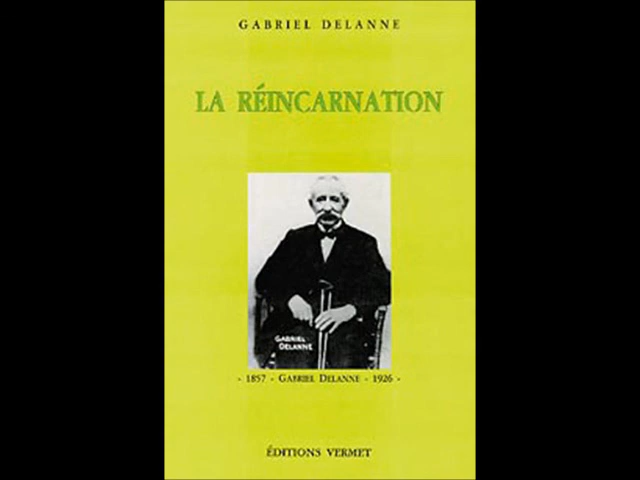 GABRIEL DELANNE
LA RÉINCARNATION
GABRIEL
DELANNE
- 1857 - GABRIEL DELANNE - 1926 -
ÉDITIONS VERMET